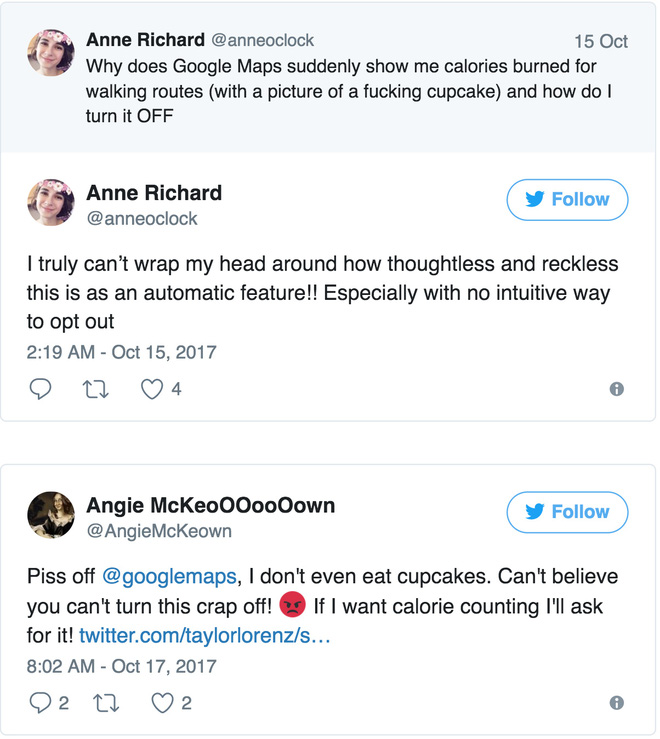 Anne Richard @anneoclock 15 Oct
Why does Google Maps suddenly show me calories burned for
walking routes (with a picture of a fucking cupcake) and how do I
turn it OFF
Anne Richard
@anneoclock
Follow
I truly can’t wrap my head around how thoughtless and reckless
this is as an automatic feature!! Especially with no intuitive way
to opt out
2:19 AM - Oct 15, 2017
4
Angie McKeoOOooOown
@AngieMcKeown
Follow
Piss off @googlemaps, I don't even eat cupcakes. Can't believe
you can't turn this crap off! 😡 If I want calorie counting I'll ask
for it! twitter.com/taylorlorenz/s…
8:02 AM - Oct 17, 2017
2 2